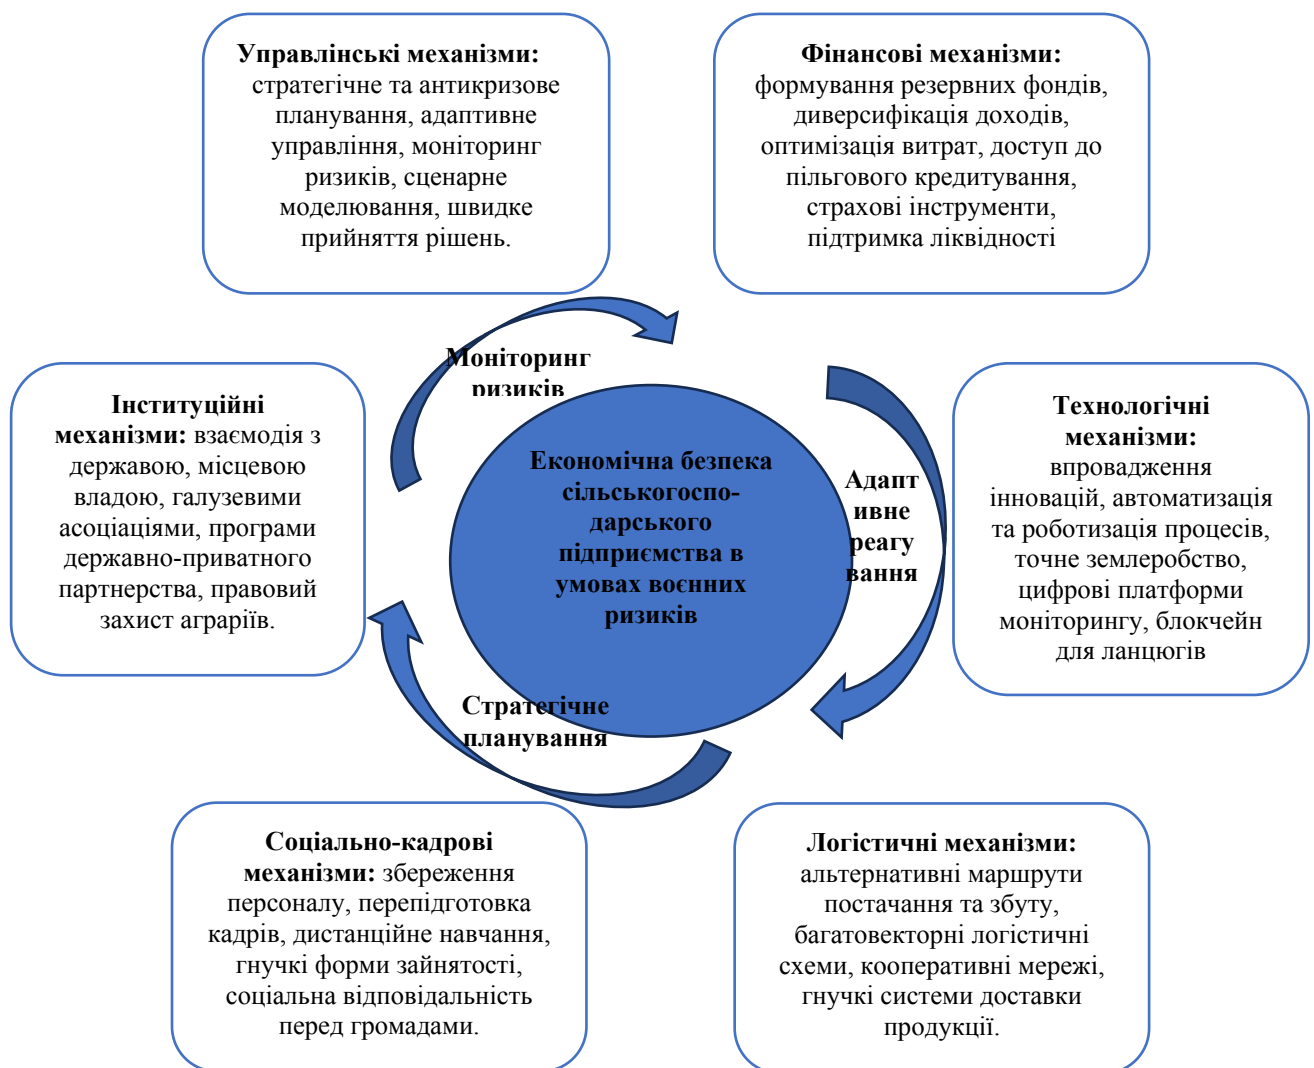 Управлінські механізми:
стратегічне та антикризове
планування, адаптивне
управління, моніторинг
ризиків, сценарне
моделювання, швидке
прийняття рішень.
Фінансові механізми:
формування резервних фондів,
диверсифікація доходів,
оптимізація витрат, доступ до
пільгового кредитування,
страхові інструменти,
підтримка ліквідності
Інституційні
механізми: взаємодія з
державою, місцевою
владою, галузевими
асоціаціями, програми
державно-приватного
партнерства, правовий
захист аграріїв.
Моніторинг
ризиків
Економічна безпека
сільськогоспо-
дарського
підприємства в
умовах воєнних
ризиків
Адапт
ивне
реагу
вання
Технологічні
механізми:
впровадження
інновацій, автоматизація
та роботизація процесів,
точне землеробство,
цифрові платформи
моніторингу, блокчейн
для ланцюгів
Стратегічне
планування
Соціально-кадрові
механізми: збереження
персоналу, перепідготовка
кадрів, дистанційне навчання,
гнучкі форми зайнятості,
соціальна відповідальність
перед громадами.
Логістичні механізми:
альтернативні маршрути
постачання та збуту,
багатовекторні логістичні
схеми, кооперативні мережі,
гнучкі системи доставки
продукції.